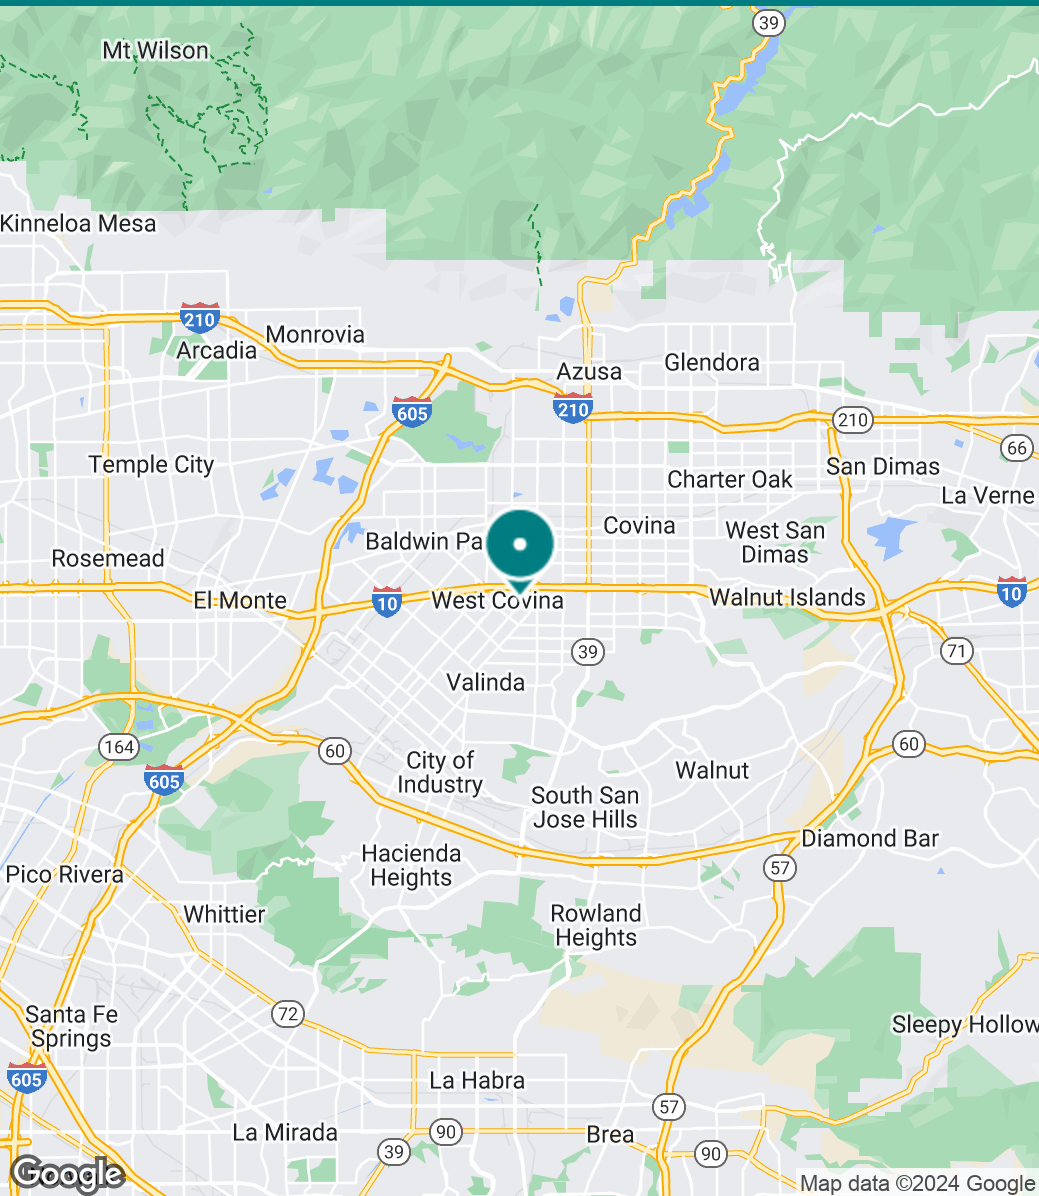 39
Mt Wilson
Kinneloa Mesa
210
Monrovia
Arcadia
Glendora
Azusa
605
210
210
66
Temple City
San Dimas
Charter Oak
La Verne
Covina
West San
Dimas
Baldwin Pa
Rosemead
10
El Monte
10
West Covina
Walnut Islands
39
71
Valinda
164
60
60
City of
Industry
Walnut
605
South San
Jose Hills
Diamond Bar
Hacienda
Heights
57
Pico Rivera
Whittier
Rowland
Heights
72
Santa Fe
Springs
Sleepy Hollow
605
La Habra
57
La Mirada
90
Brea
39
90
Google
Map data ©2024 Google